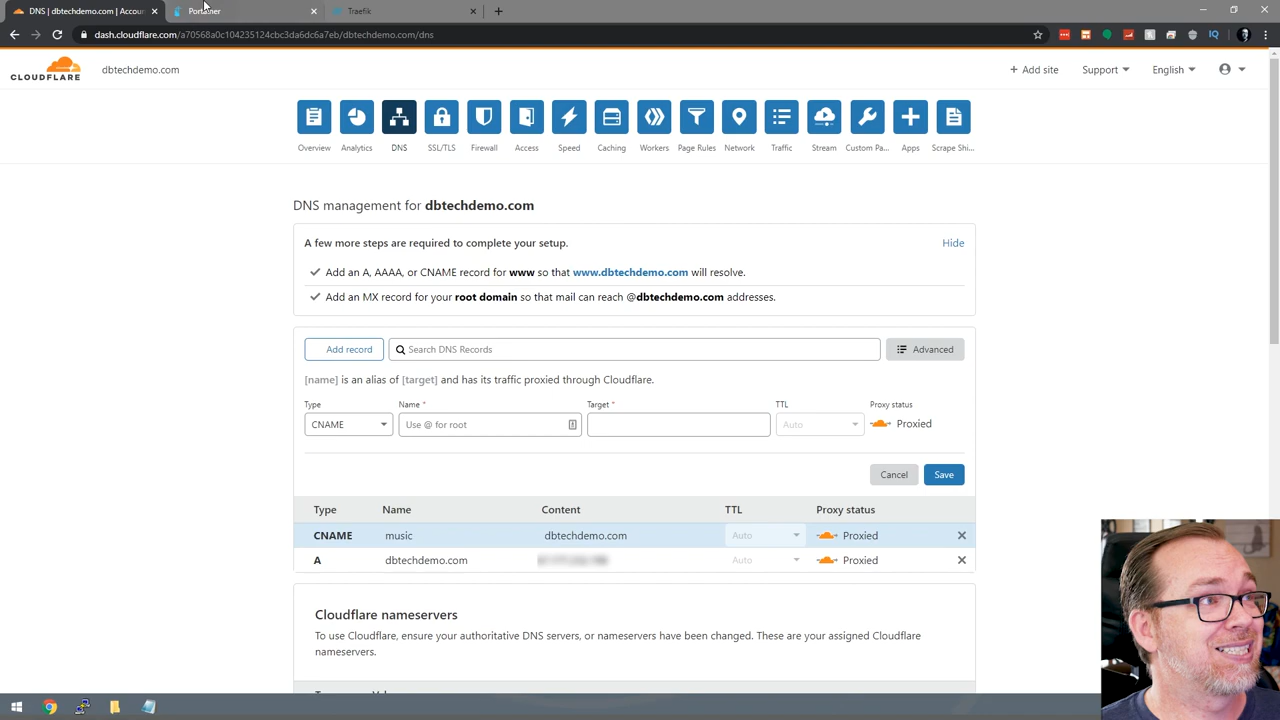 DNS | dbtechdemo.com | Accou
Portainer
Traefik
dash.cloudflare.com/a70568a0c104235124cbc3da6dc6a7eb/dbtechdemo.com/dns
CLOUDFLARE
dbtechdemo.com
+ Add site
Support
English
Overview
Analytics
DNS
SSL/TLS
Firewall
Access
Speed
Caching
Workers
Page Rules
Network
Traffic
Stream
Custom Pa...
Apps
Scrape Shi...
DNS management for dbtechdemo.com
A few more steps are required to complete your setup.
Hide
Add an A, AAAA, or CNAME record for www so that www.dbtechdemo.com will resolve.
Add an MX record for your root domain so that mail can reach @dbtechdemo.com addresses.
Add record
Search DNS Records
Advanced
[name] is an alias of [target] and has its traffic proxied through Cloudflare.
Type
Name *
Target *
TTL
Proxy status
CNAME
Use @ for root
Auto
Proxied
Cancel
Save
Type Name Content TTL Proxy status
CNAME music dbtechdemo.com Auto Proxied
A dbtechdemo.com Auto Proxied
Cloudflare nameservers
To use Cloudflare, ensure your authoritative DNS servers, or nameservers have been changed. These are your assigned Cloudflare
nameservers.